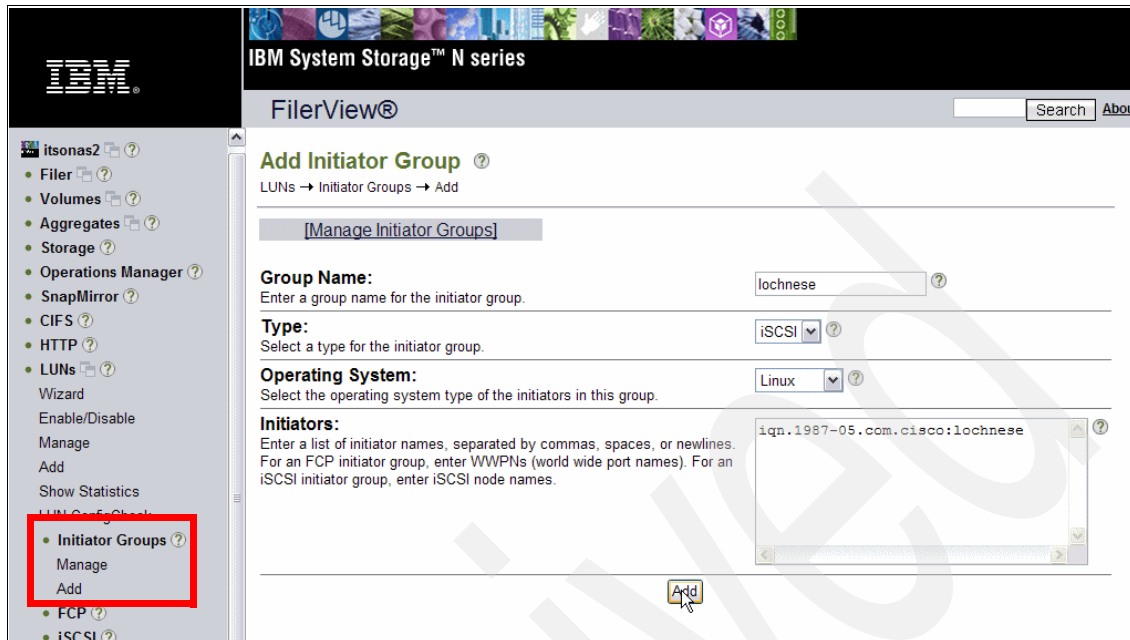 IBM®
IBM System Storage™ N series
FilerView®
Search
itsonas2
Filer
Volumes
Aggregates
Storage
Operations Manager
SnapMirror
CIFS
HTTP
LUNs
Wizard
Enable/Disable
Manage
Add
Show Statistics
LUN ConfigCheck
Initiator Groups
Manage
Add
FCP
iSCSI
Add Initiator Group
LUNs → Initiator Groups → Add
[Manage Initiator Groups]
Group Name:
Enter a group name for the initiator group.
lochnese
Type:
Select a type for the initiator group.
iSCSI
Operating System:
Select the operating system type of the initiators in this group.
Linux
Initiators:
Enter a list of initiator names, separated by commas, spaces, or newlines.
For an FCP initiator group, enter WWPNs (world wide port names). For an
iSCSI initiator group, enter iSCSI node names.
iqn.1987-05.com.cisco:lochnese
Add